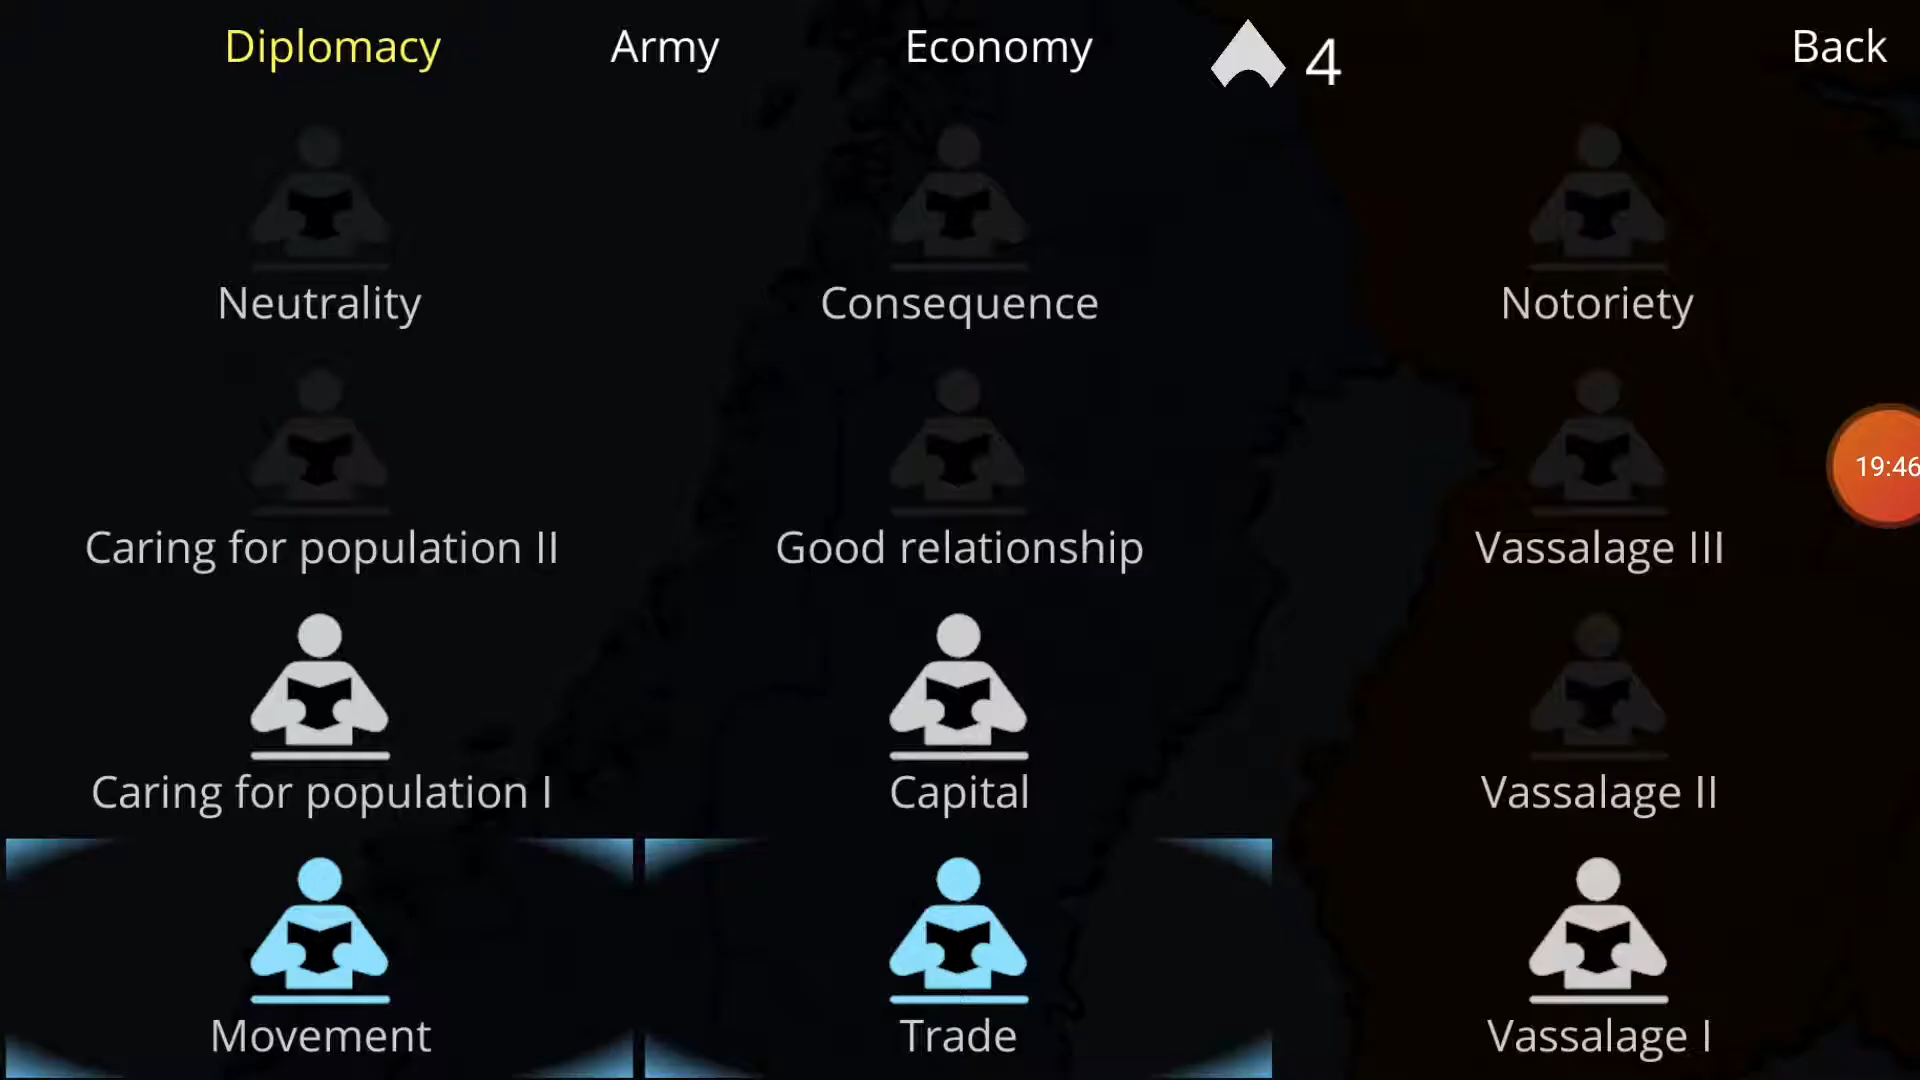 Diplomacy Army Economy 4 Back
Neutrality Consequence Notoriety
19:46
Caring for population II Good relationship Vassalage III
Caring for population I Capital Vassalage II
Movement Trade Vassalage I